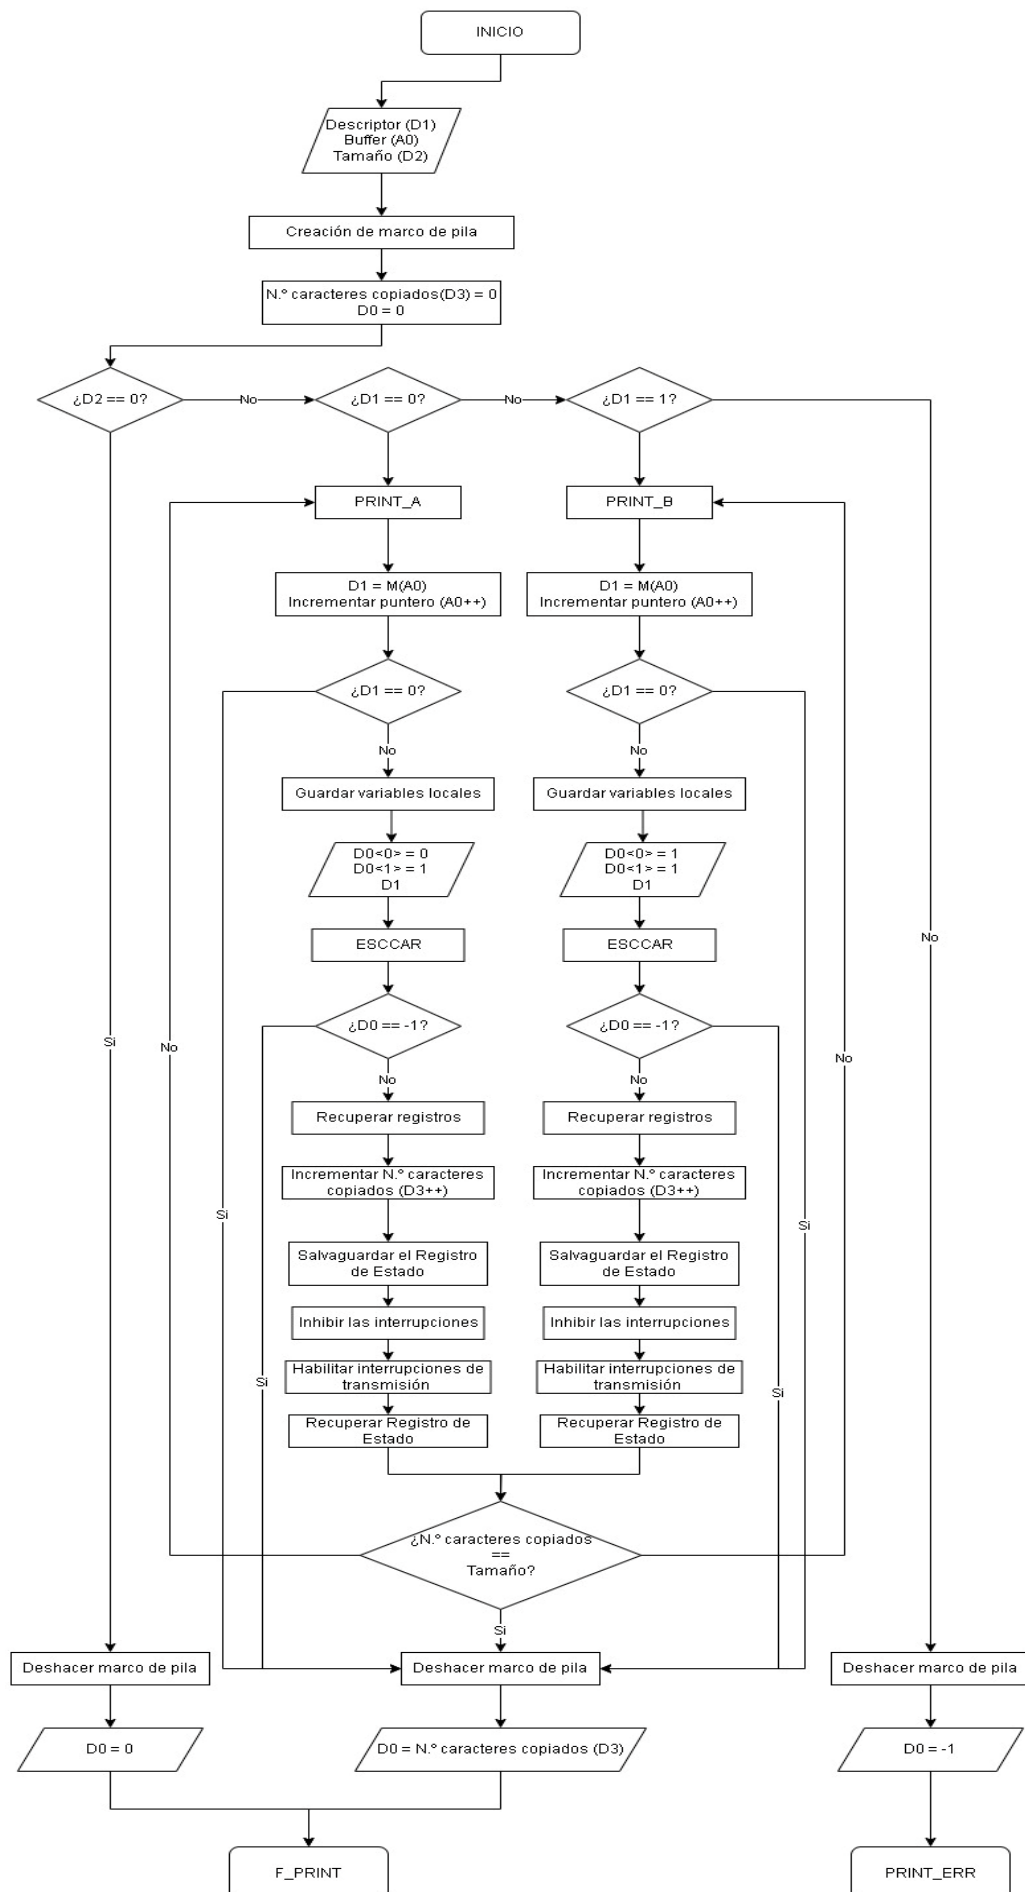 INICIO
Descriptor (D1)
Buffer (A0)
Tamaño (D2)
Creación de marco de pila
N.º caracteres copiados(D3) = 0
D0 = 0
¿D2 == 0?
No
¿D1 == 0?
No
¿D1 == 1?
PRINT_A
PRINT_B
D1 = M(A0)
Incrementar puntero (A0++)
D1 = M(A0)
Incrementar puntero (A0++)
¿D1 == 0?
¿D1 == 0?
No
No
Guardar variables locales
Guardar variables locales
D0<0> = 0
D0<1> = 1
D1
D0<0> = 1
D0<1> = 1
D1
ESCCAR
ESCCAR
No
¿D0 == -1?
¿D0 == -1?
Si
No
No
No
No
Recuperar registros
Recuperar registros
Incrementar N.º caracteres
copiados (D3++)
Incrementar N.º caracteres
copiados (D3++)
Si
Si
Salvaguardar el Registro
de Estado
Salvaguardar el Registro
de Estado
Inhibir las interrupciones
Inhibir las interrupciones
Habilitar interrupciones de
transmisión
Habilitar interrupciones de
transmisión
Si
Si
Recuperar Registro de
Estado
Recuperar Registro de
Estado
¿N.º caracteres copiados
==
Tamaño?
Si
Deshacer marco de pila
Deshacer marco de pila
Deshacer marco de pila
D0 = 0
D0 = N.º caracteres copiados (D3)
D0 = -1
F_PRINT
PRINT_ERR